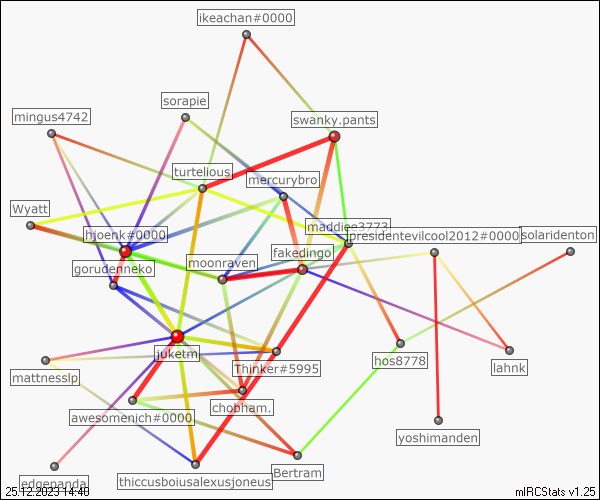 ikeachan#0000
sorapie
mingus4742
swanky.pants
turtelious
mercurybro
Wyatt
maddiee3773
hjoenk#0000
presidentevilcool2012#0000
solaridenton
gorudenneko
moonraven
fakedingo
juketm
Thinker#5995
hos8778
lahnk
mattnesslp
awesomenich#0000
chobham.
yoshimanden
edgepanda
thiccusboiusalexusjoneus
Bertram
25.12.2023 14:40
mIRCStats v1.25